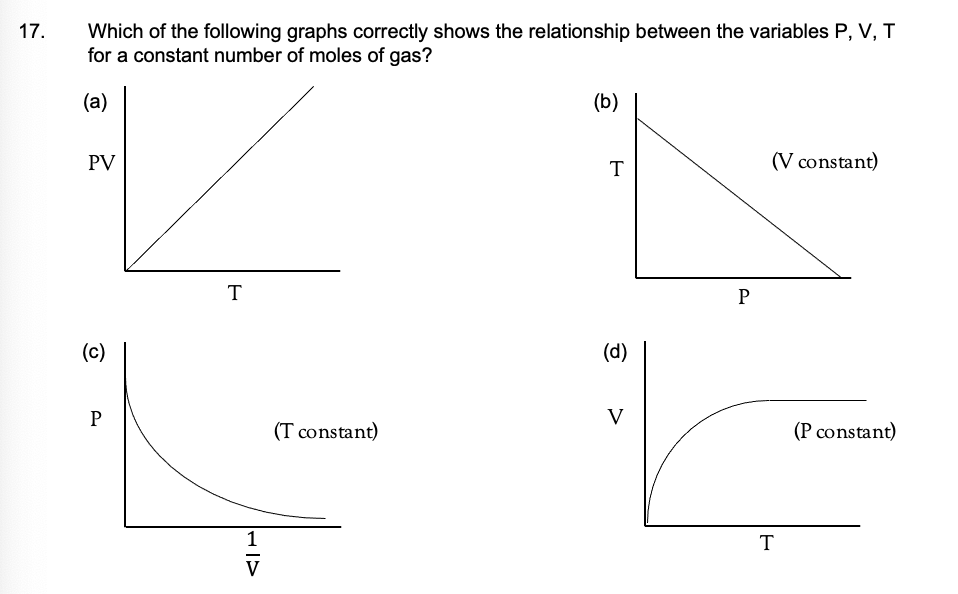 17. Which of the following graphs correctly shows the relationship between the variables P, V, T
for a constant number of moles of gas?
(a)
PV
T
(b)
T
(V constant)
P
(c)
P
(T constant)
1
V
(d)
V
(P constant)
T